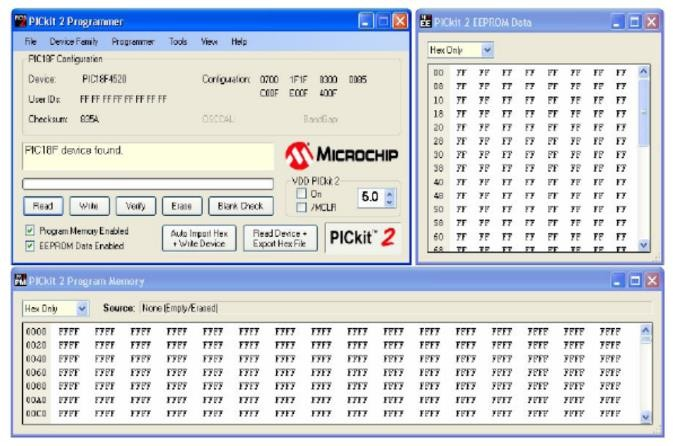 PICkit 2 Programmer
File Device Family Programmer Tools View Help
PIC18F Configuration
Device: PIC18F4520 Configuration: 0700 1F1F 8300 0085
C00F E00F 400F
User IDs: FF FF FF FF FF FF FF FF
Checksum: 835A OSCCAL: BandGap:
PIC18F device found.
MICROCHIP
VDD PICkit 2
On
/MCLR
5.0
Read Write Verify Erase Blank Check
Program Memory Enabled
EEPROM Data Enabled
Auto Import Hex + Write Device
Read Device + Export Hex File
PICkit™ 2
PICkit 2 EEPROM Data
Hex Only
00 FF FF FF FF FF FF FF FF
08 FF FF FF FF FF FF FF FF
10 FF FF FF FF FF FF FF FF
18 FF FF FF FF FF FF FF FF
20 FF FF FF FF FF FF FF FF
28 FF FF FF FF FF FF FF FF
30 FF FF FF FF FF FF FF FF
38 FF FF FF FF FF FF FF FF
40 FF FF FF FF FF FF FF FF
48 FF FF FF FF FF FF FF FF
50 FF FF FF FF FF FF FF FF
58 FF FF FF FF FF FF FF FF
60 FF FF FF FF FF FF FF FF
68 FF FF FF FF FF FF FF FF
PICkit 2 Program Memory
Hex Only Source: None (Empty/Erased)
0000 FFFF FFFF FFFF FFFF FFFF FFFF FFFF FFFF FFFF FFFF FFFF FFFF FFFF FFFF FFFF FFFF
0020 FFFF FFFF FFFF FFFF FFFF FFFF FFFF FFFF FFFF FFFF FFFF FFFF FFFF FFFF FFFF FFFF
0040 FFFF FFFF FFFF FFFF FFFF FFFF FFFF FFFF FFFF FFFF FFFF FFFF FFFF FFFF FFFF FFFF
0060 FFFF FFFF FFFF FFFF FFFF FFFF FFFF FFFF FFFF FFFF FFFF FFFF FFFF FFFF FFFF FFFF
0080 FFFF FFFF FFFF FFFF FFFF FFFF FFFF FFFF FFFF FFFF FFFF FFFF FFFF FFFF FFFF FFFF
00A0 FFFF FFFF FFFF FFFF FFFF FFFF FFFF FFFF FFFF FFFF FFFF FFFF FFFF FFFF FFFF FFFF
00C0 FFFF FFFF FFFF FFFF FFFF FFFF FFFF FFFF FFFF FFFF FFFF FFFF FFFF FFFF FFFF FFFF